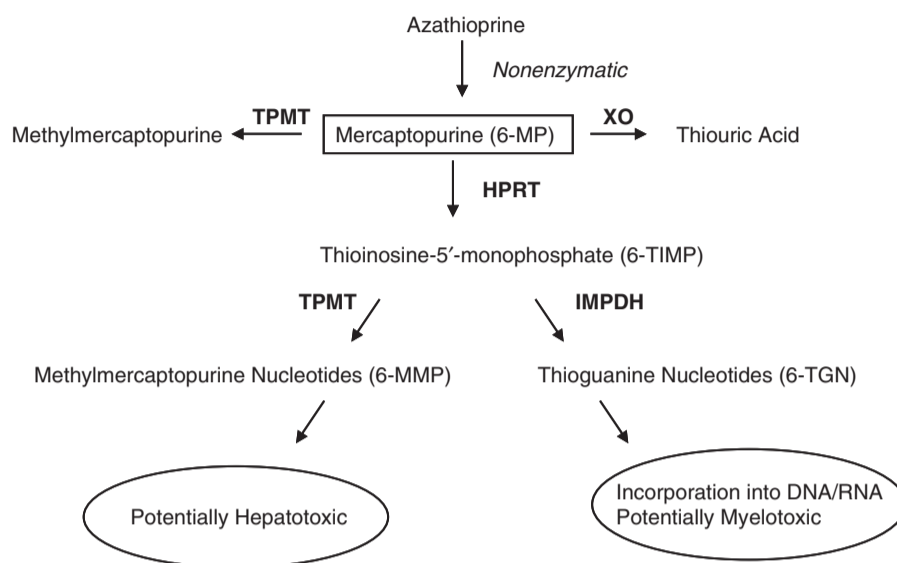 Azathioprine
Nonenzymatic
TPMT
XO
Methylmercaptopurine
Mercaptopurine (6-MP)
Thiouric Acid
HPRT
Thioinosine-5′-monophosphate (6-TIMP)
TPMT
IMPDH
Methylmercaptopurine Nucleotides (6-MMP)
Thioguanine Nucleotides (6-TGN)
Potentially Hepatotoxic
Incorporation into DNA/RNA
Potentially Myelotoxic